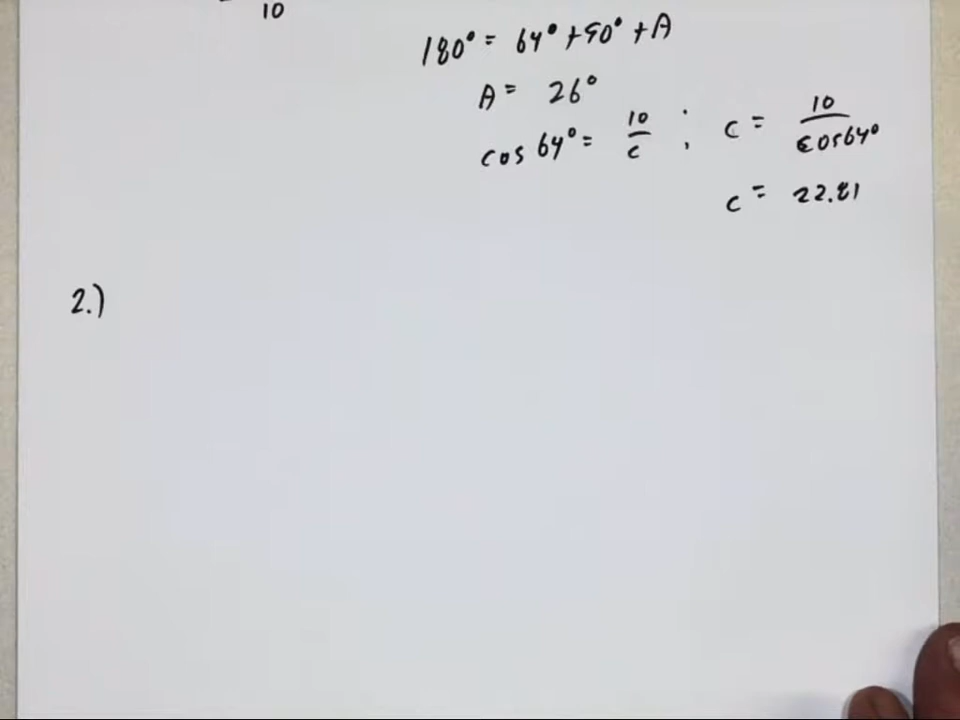 10
180° = 64° + 90° + A
A = 26°
cos 64° = 10/c ; c = 10/cos64°
c = 22.81
2.)